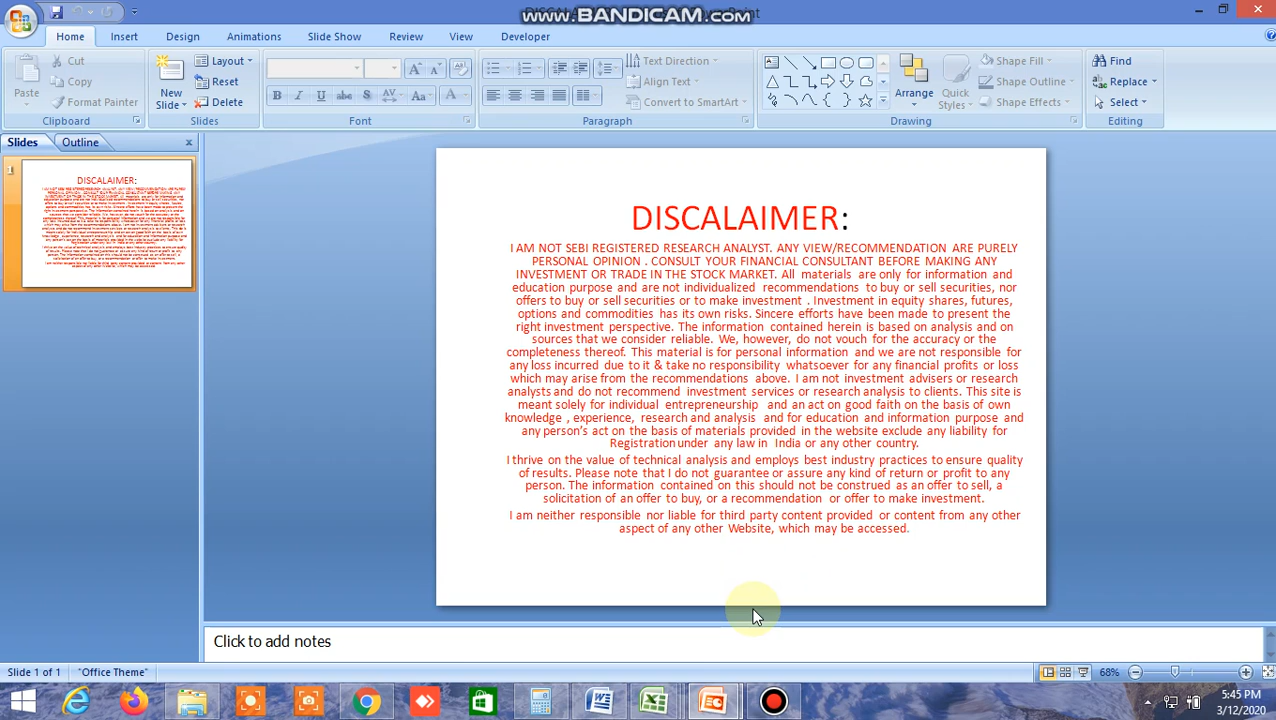 WWW.BANDICAM.COM
Home Insert Design Animations Slide Show Review View Developer
Cut
Copy
Format Painter
Paste
Clipboard
New
Slide
Layout
Reset
Delete
Slides
Font
Text Direction
Align Text
Convert to SmartArt
Paragraph
Arrange
Quick
Styles
Shape Fill
Shape Outline
Shape Effects
Drawing
Find
Replace
Select
Editing
Slides Outline
1
DISCALAIMER:
DISCALAIMER:
I AM NOT SEBI REGISTERED RESEARCH ANALYST. ANY VIEW/RECOMMENDATION ARE PURELY
PERSONAL OPINION . CONSULT YOUR FINANCIAL CONSULTANT BEFORE MAKING ANY
INVESTMENT OR TRADE IN THE STOCK MARKET. All materials are only for information and
education purpose and are not individualized recommendations to buy or sell securities, nor
offers to buy or sell securities or to make investment . Investment in equity shares, futures,
options and commodities has its own risks. Sincere efforts have been made to present the
right investment perspective. The information contained herein is based on analysis and on
sources that we consider reliable. We, however, do not vouch for the accuracy or the
completeness thereof. This material is for personal information and we are not responsible for
any loss incurred due to it & take no responsibility whatsoever for any financial profits or loss
which may arise from the recommendations above. I am not investment advisers or research
analysts and do not recommend investment services or research analysis to clients. This site is
meant solely for individual entrepreneurship and an act on good faith on the basis of own
knowledge , experience, research and analysis and for education and information purpose and
any person's act on the basis of materials provided in the website exclude any liability for
Registration under any law in India or any other country.
I thrive on the value of technical analysis and employs best industry practices to ensure quality
of results. Please note that I do not guarantee or assure any kind of return or profit to any
person. The information contained on this should not be construed as an offer to sell, a
solicitation of an offer to buy, or a recommendation or offer to make investment.
I am neither responsible nor liable for third party content provided or content from any other
aspect of any other Website, which may be accessed.
Click to add notes
Slide 1 of 1 "Office Theme" 68%
5:45 PM
3/12/2020